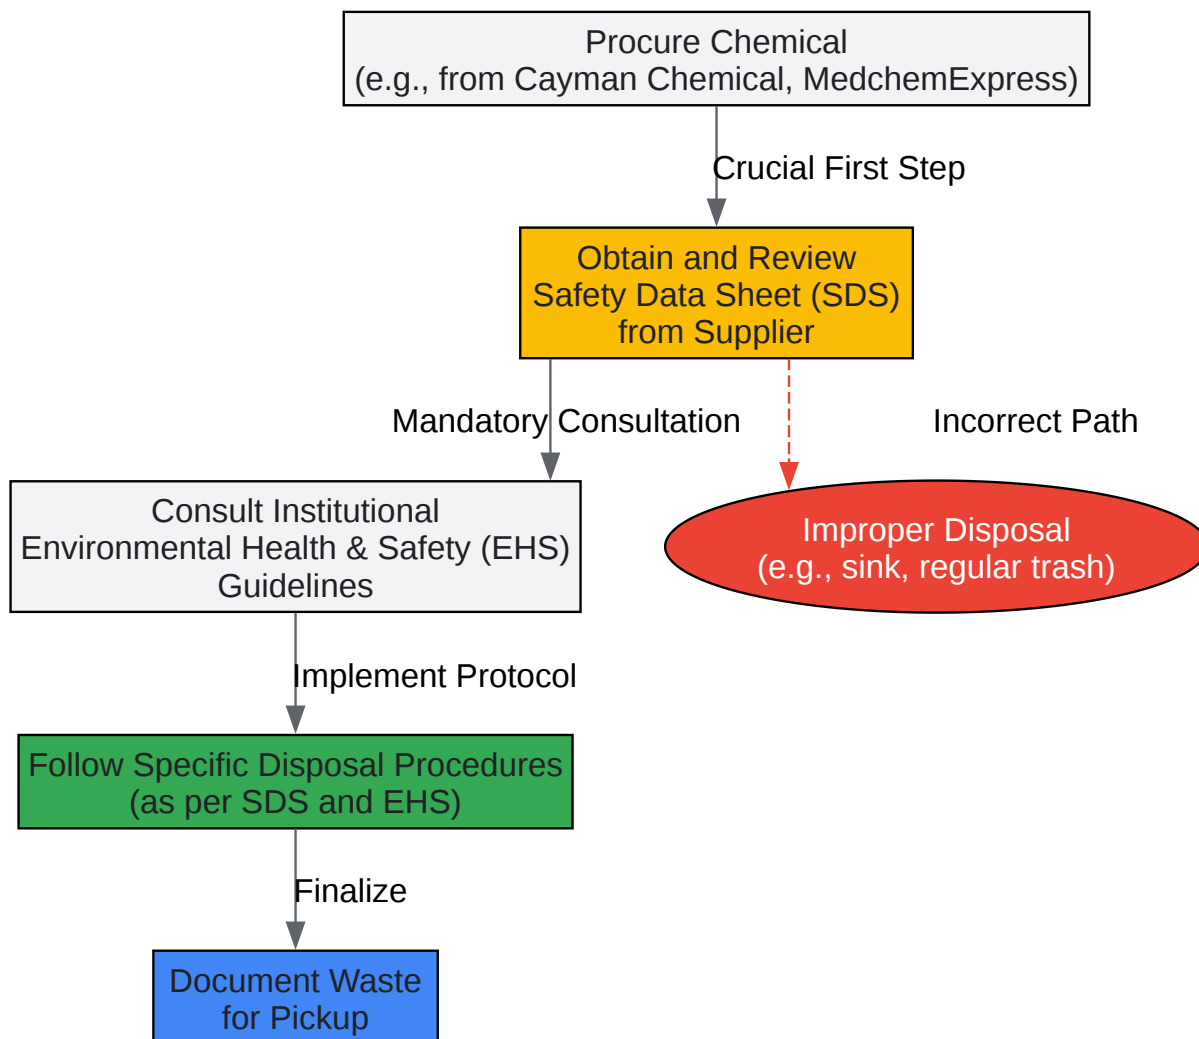 Procure Chemical
(e.g., from Cayman Chemical, MedchemExpress)
Crucial First Step
Obtain and Review
Safety Data Sheet (SDS)
from Supplier
Mandatory Consultation
Incorrect Path
Consult Institutional
Environmental Health & Safety (EHS)
Guidelines
Improper Disposal
(e.g., sink, regular trash)
Implement Protocol
Follow Specific Disposal Procedures
(as per SDS and EHS)
Finalize
Document Waste
for Pickup